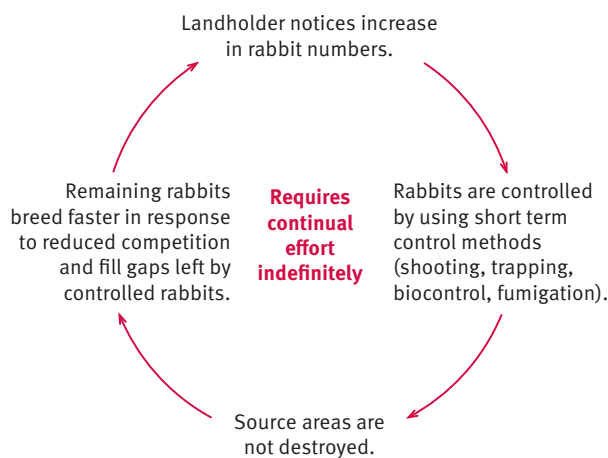 Landholder notices increase
in rabbit numbers.
Rabbits are controlled
by using short term
control methods
(shooting, trapping,
biocontrol, fumigation).
Source areas are
not destroyed.
Remaining rabbits
breed faster in response
to reduced competition
and fill gaps left by
controlled rabbits.
Requires
continual
effort
indefinitely